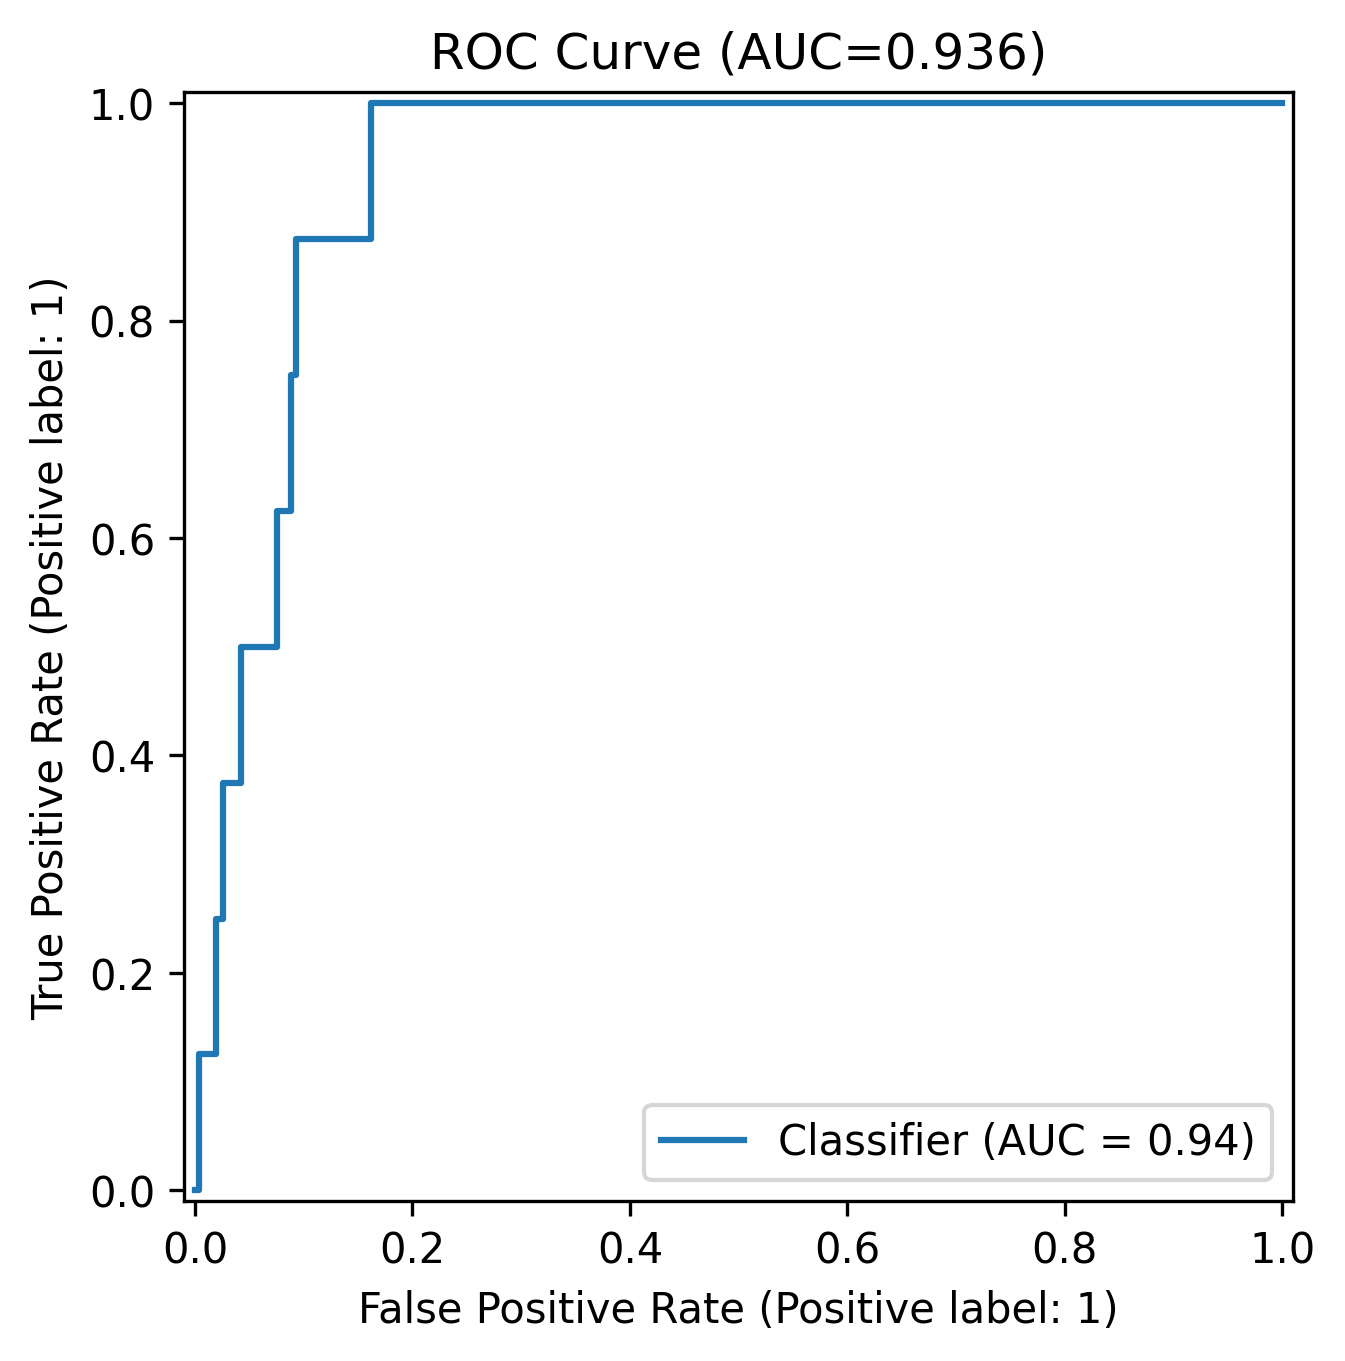 ROC Curve (AUC=0.936)
True Positive Rate (Positive label: 1)
1.0
0.8
0.6
0.4
0.2
0.0
Classifier (AUC = 0.94)
0.0 0.2 0.4 0.6 0.8 1.0
False Positive Rate (Positive label: 1)